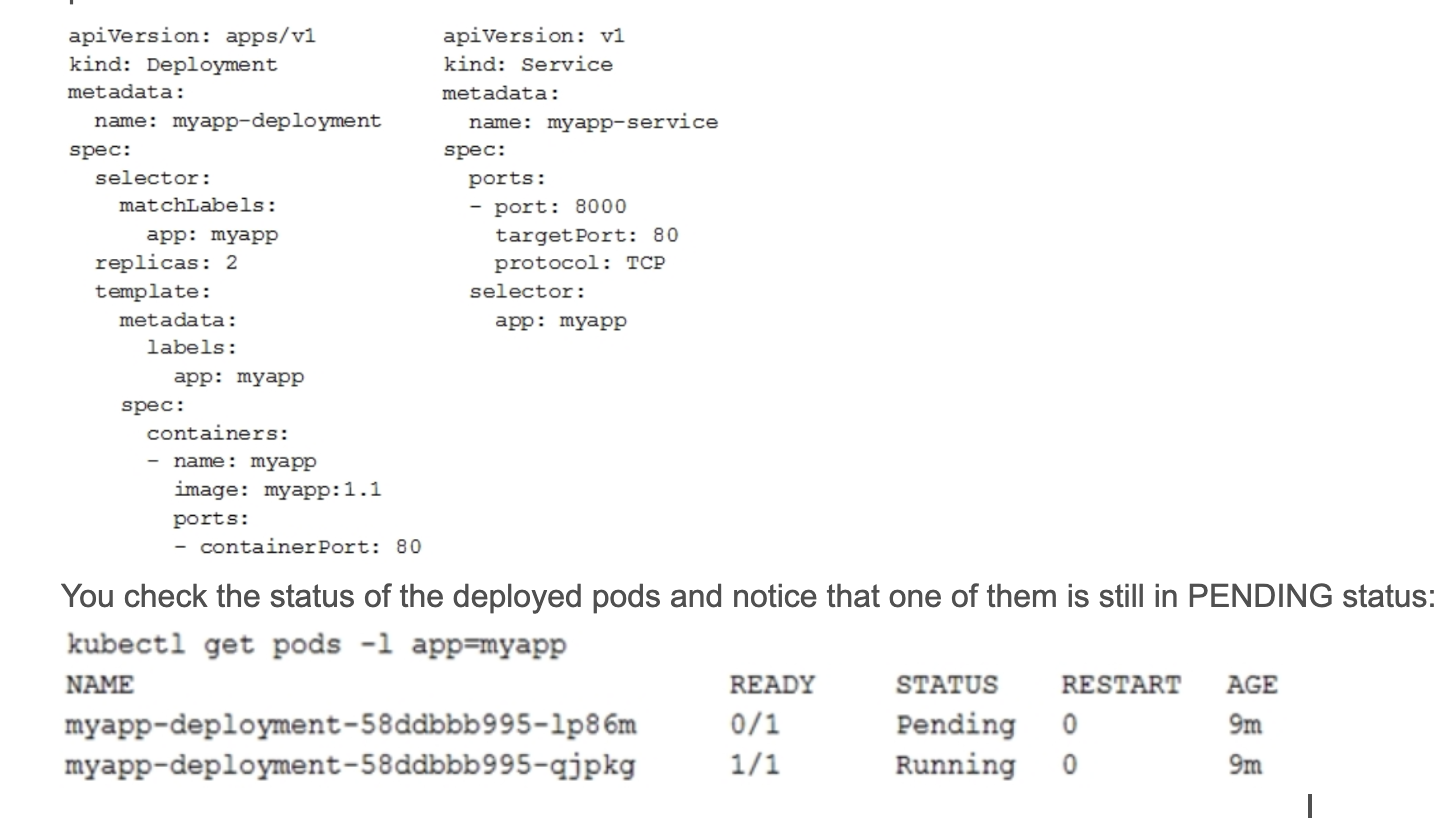 apiVersion: apps/v1
kind: Deployment
metadata:
  name: myapp-deployment
spec:
  selector:
    matchLabels:
      app: myapp
  replicas: 2
  template:
    metadata:
      labels:
        app: myapp
    spec:
      containers:
      - name: myapp
        image: myapp:1.1
        ports:
        - containerPort: 80
apiVersion: v1
kind: Service
metadata:
  name: myapp-service
spec:
  ports:
  - port: 8000
    targetPort: 80
    protocol: TCP
  selector:
    app: myapp
You check the status of the deployed pods and notice that one of them is still in PENDING status:
kubectl get pods -l app=myapp
NAME READY STATUS RESTART AGE
myapp-deployment-58ddbbb995-lp86m 0/1 Pending 0 9m
myapp-deployment-58ddbbb995-qjpkg 1/1 Running 0 9m